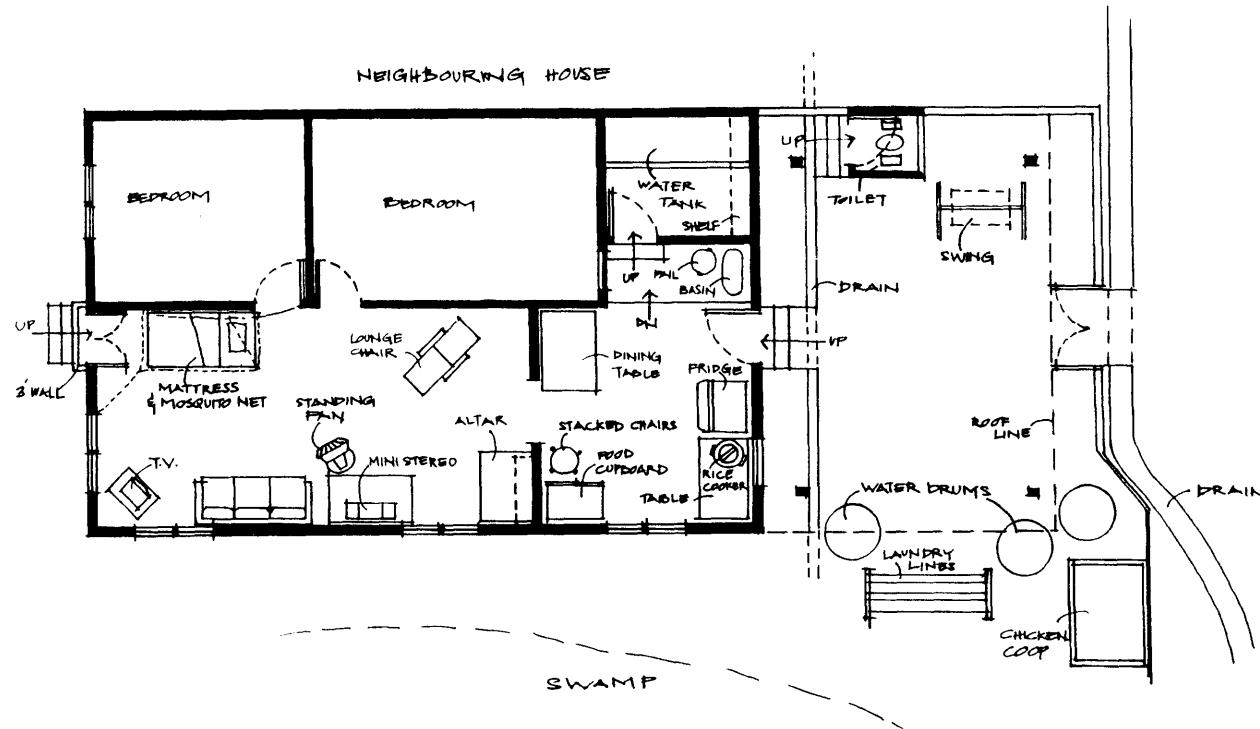 NEIGHBOURING HOUSE
UP
TOILET
BEDROOM
BEDROOM
WATER
TANK
SHELF
SWING
UP
PAIL
BASIN
DRAIN
DN
UP
UP
3' WALL
MATTRESS
& MOSQUITO NET
LOUNGE
CHAIR
DINING
TABLE
FRIDGE
STANDING
FAN
ALTAR
STACKED CHAIRS
ROOF
LINE
T.V.
MINI STEREO
FOOD
CUPBOARD
RICE
COOKER
TABLE
WATER DRUMS
DRAIN
LAUNDRY
LINES
CHICKEN
COOP
SWAMP